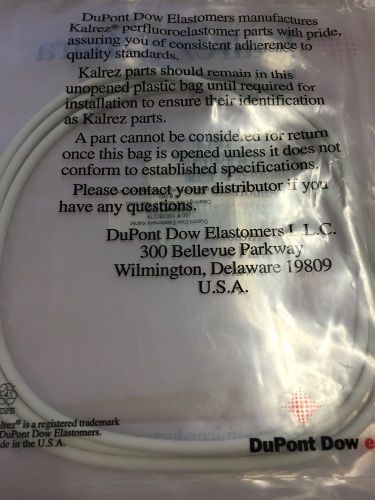 DuPont Dow Elastomers manufactures
Kalrez® perfluoroelastomer parts with pride,
assuring you of consistent adherence to
quality standards.
Kalrez parts should remain in this
unopened plastic bag until required for
installation to ensure their identification
as Kalrez parts.
A part cannot be considered for return
once this bag is opened unless it does not
conform to established specifications.
Please contact your distributor if you
have any questions.
DuPont Dow Elastomers L.L.C.
300 Bellevue Parkway
Wilmington, Delaware 19809
U.S.A.
alrez® is a registered trademark
DuPont Dow Elastomers.
de in the U.S.A.
DuPont Dow e